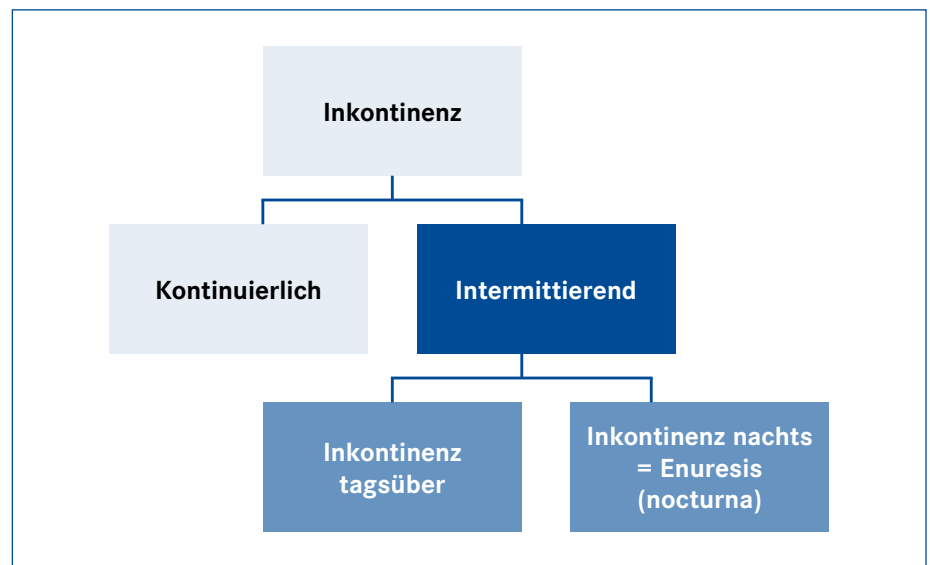 Inkontinenz
Kontinuierlich
Intermittierend
Inkontinenz
tagsüber
Inkontinenz nachts
= Enuresis
(nocturna)